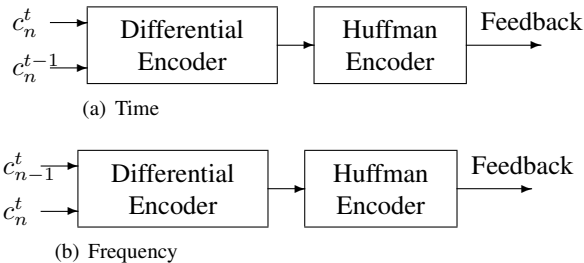 c_n^t
c_n^{t-1}
Differential
Encoder
Huffman
Encoder
Feedback
(a) Time
c_{n-1}^t
c_n^t
Differential
Encoder
Huffman
Encoder
Feedback
(b) Frequency